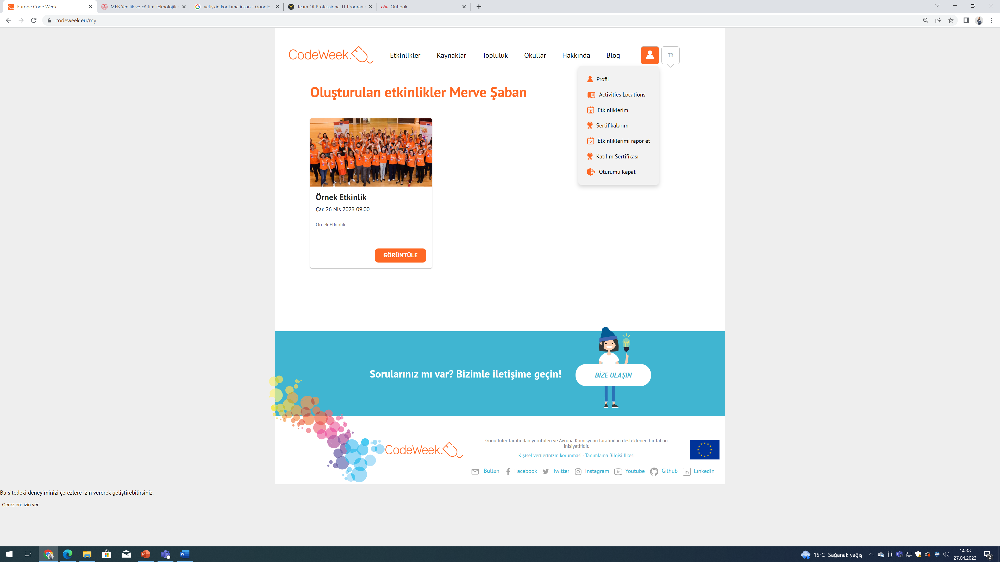 Europe Code Week
MEB Yenilik ve Eğitim Teknolojile
yetişkin kodlama insan - Google
Team Of Professional IT Program
eba Outlook
codeweek.eu/my
CodeWeek.
Etkinlikler
Kaynaklar
Topluluk
Okullar
Hakkında
Blog
TR
Profil
Activities Locations
Etkinliklerim
Sertifikalarım
Etkinliklerimi rapor et
Katılım Sertifikası
Oturumu Kapat
Oluşturulan etkinlikler Merve Şaban
Örnek Etkinlik
Çar, 26 Nis 2023 09:00
Örnek Etkinlik
GÖRÜNTÜLE
Sorularınız mı var? Bizimle iletişime geçin!
BİZE ULAŞIN
CodeWeek.
Gönüllüler tarafından yürütülen ve Avrupa Komisyonu tarafından desteklenen bir taban
inisiyatifidir.
Kişisel verilerinizin korunmasi - Tanımlama Bilgisi İlkesi
Bülten
Facebook
Twitter
Instagram
Youtube
Github
LinkedIn
Bu sitedeki deneyiminizi çerezlere izin vererek geliştirebilirsiniz.
Çerezlere izin ver
15°C Sağanak yağış
14:38
27.04.2023
2